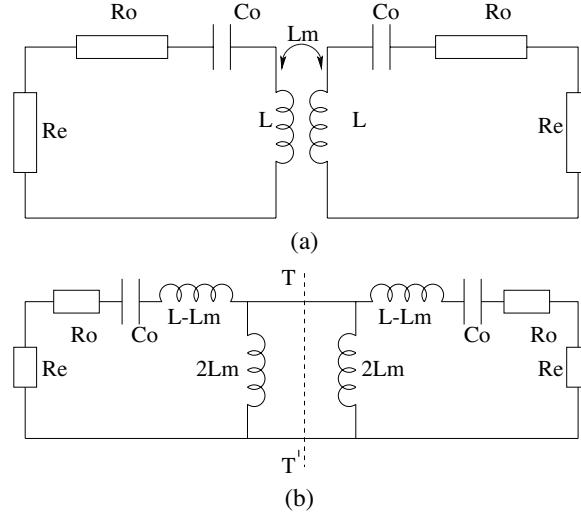 Ro Co Lm Co Ro
Re L L Re
(a)
T
L-Lm L-Lm
Ro Co Co Ro
Re 2Lm 2Lm Re
T'
(b)